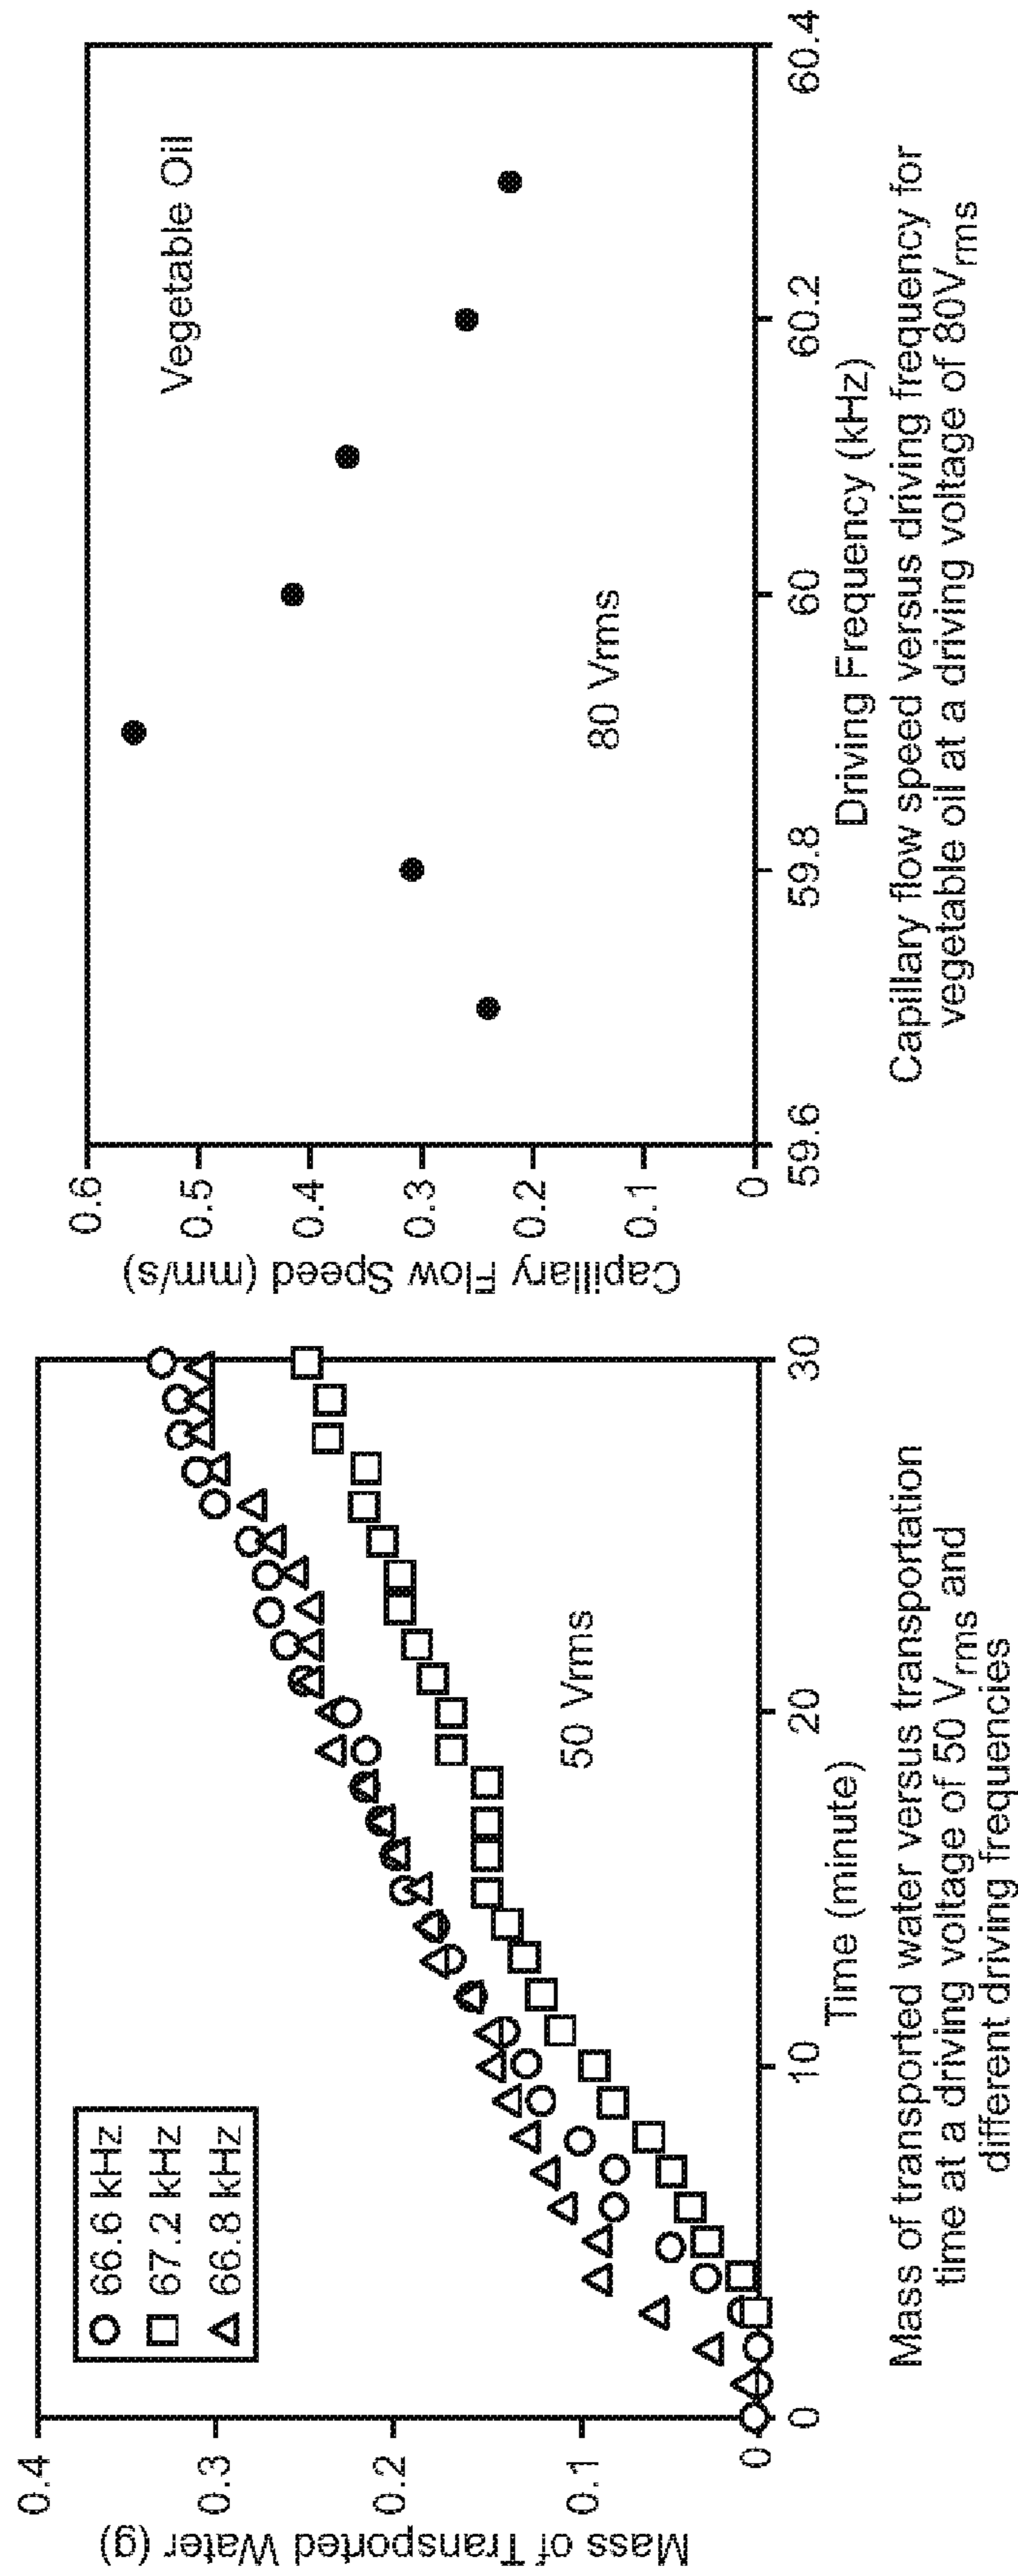 Mass of Transported Water (g)
0.4
0.3
0.2
0.1
0
66.6 kHz
67.2 kHz
66.8 kHz
50 Vrms
0
10
20
30
Time (minute)
Mass of transported water versus transportation
time at a driving voltage of 50 Vrms and
different driving frequencies
Capillary Flow Speed (mm/s)
0.6
0.5
0.4
0.3
0.2
0.1
0
Vegetable Oil
80 Vrms
59.6
59.8
60
60.2
60.4
Driving Frequency (kHz)
Capillary flow speed versus driving frequency for
vegetable oil at a driving voltage of 80Vrms